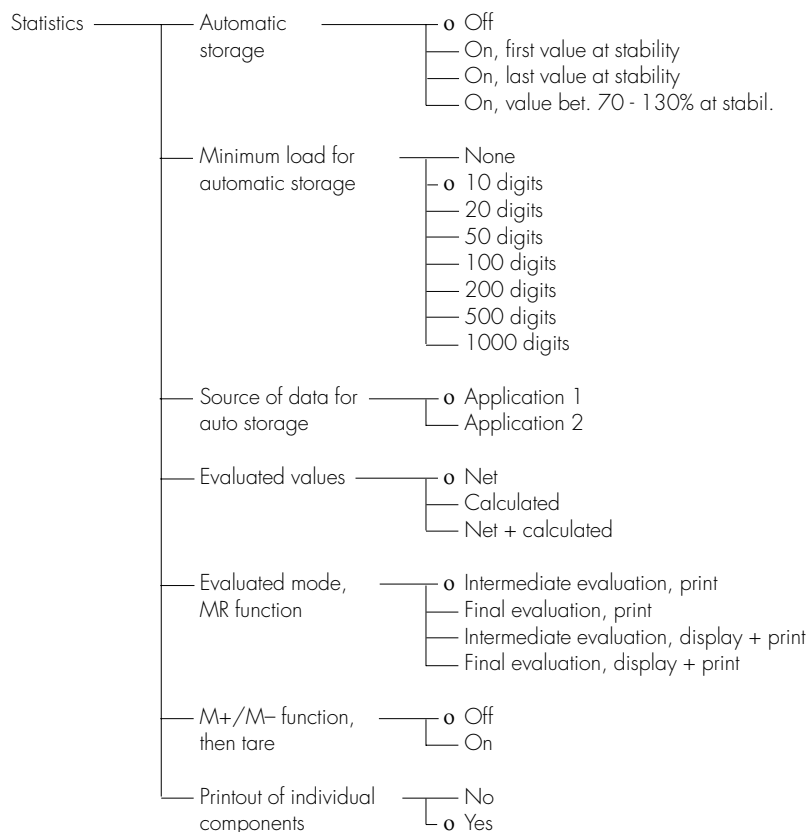 Statistics
Automatic
storage
o Off
On, first value at stability
On, last value at stability
On, value bet. 70 - 130% at stabil.
Minimum load for
automatic storage
None
o 10 digits
20 digits
50 digits
100 digits
200 digits
500 digits
1000 digits
Source of data for
auto storage
o Application 1
Application 2
Evaluated values
o Net
Calculated
Net + calculated
Evaluated mode,
MR function
o Intermediate evaluation, print
Final evaluation, print
Intermediate evaluation, display + print
Final evaluation, display + print
M+/M– function,
then tare
o Off
On
Printout of individual
components
No
o Yes